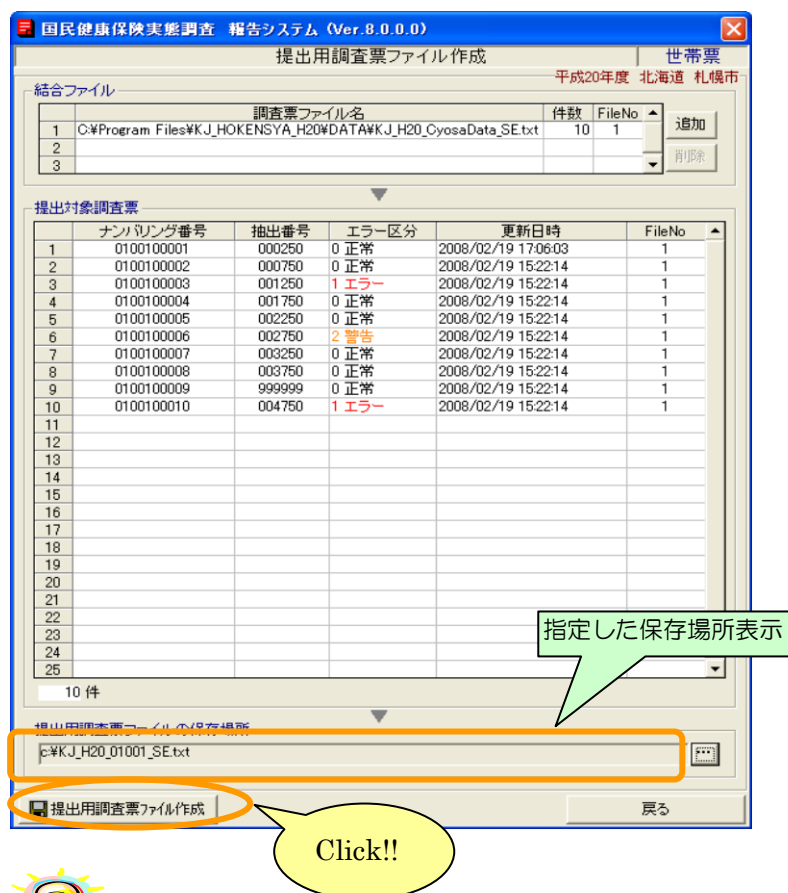 国民健康保険実態調査 報告システム (Ver.8.0.0.0)
提出用調査票ファイル作成 世帯票
平成20年度 北海道 札幌市
結合ファイル
調査票ファイル名 件数 FileNo
1 C:¥Program Files¥KJ_HOKENSYA_H20¥DATA¥KJ_H20_CyosaData_SE.txt 10 1
2
3
追加
削除
提出対象調査票
ナンバリング番号 抽出番号 エラー区分 更新日時 FileNo
1 0100100001 000250 0 正常 2008/02/19 17:06:03 1
2 0100100002 000750 0 正常 2008/02/19 15:22:14 1
3 0100100003 001250 1 エラー 2008/02/19 15:22:14 1
4 0100100004 001750 0 正常 2008/02/19 15:22:14 1
5 0100100005 002250 0 正常 2008/02/19 15:22:14 1
6 0100100006 002750 2 警告 2008/02/19 15:22:14 1
7 0100100007 003250 0 正常 2008/02/19 15:22:14 1
8 0100100008 003750 0 正常 2008/02/19 15:22:14 1
9 0100100009 999999 0 正常 2008/02/19 15:22:14 1
10 0100100010 004750 1 エラー 2008/02/19 15:22:14 1
11
12
13
14
15
16
17
18
19
20
21
22
23
24
25
指定した保存場所表示
10 件
提出用調査票ファイルの保存場所
c:¥KJ_H20_01001_SE.txt
提出用調査票ファイル作成
戻る
Click!!